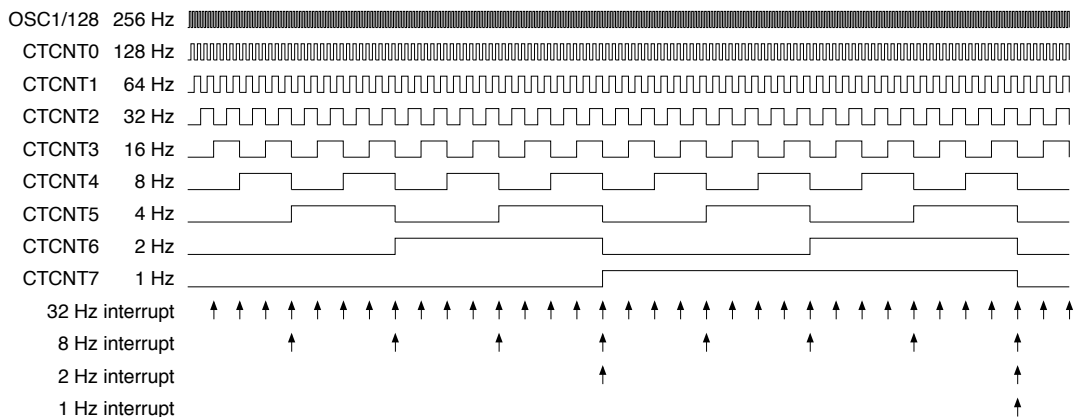 OSC1/128 256 Hz
CTCNT0 128 Hz
CTCNT1 64 Hz
CTCNT2 32 Hz
CTCNT3 16 Hz
CTCNT4 8 Hz
CTCNT5 4 Hz
CTCNT6 2 Hz
CTCNT7 1 Hz
32 Hz interrupt
8 Hz interrupt
2 Hz interrupt
1 Hz interrupt